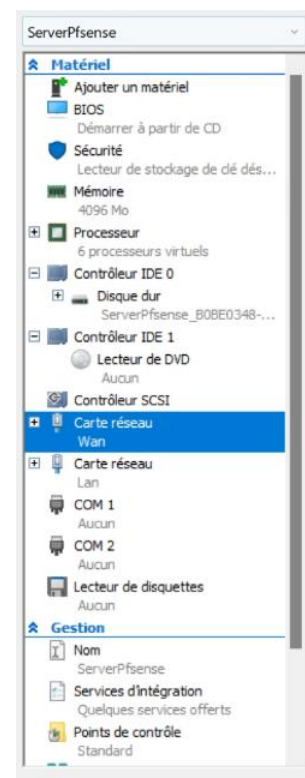 ServerPfsense
Matériel
Ajouter un matériel
BIOS
Démarrer à partir de CD
Sécurité
Lecteur de stockage de clé dés...
Mémoire
4096 Mo
Processeur
6 processeurs virtuels
Contrôleur IDE 0
Disque dur
ServerPfsense_B0BE0348-...
Contrôleur IDE 1
Lecteur de DVD
Aucun
Contrôleur SCSI
Carte réseau
Wan
Carte réseau
Lan
COM 1
Aucun
COM 2
Aucun
Lecteur de disquettes
Aucun
Gestion
Nom
ServerPfsense
Services d'intégration
Quelques services offerts
Points de contrôle
Standard